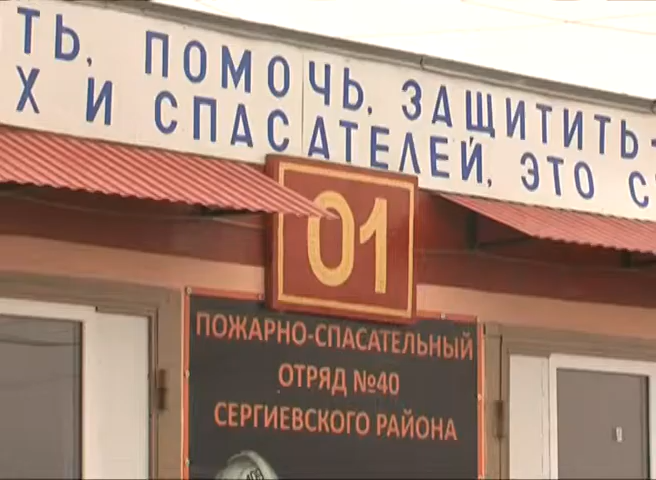 ТЬ, ПОМОЧЬ, ЗАЩИТИТЬ-
Х И СПАСАТЕЛЕЙ, ЭТО С
01
ПОЖАРНО-СПАСАТЕЛЬНЫЙ
ОТРЯД №40
СЕРГИЕВСКОГО РАЙОНА